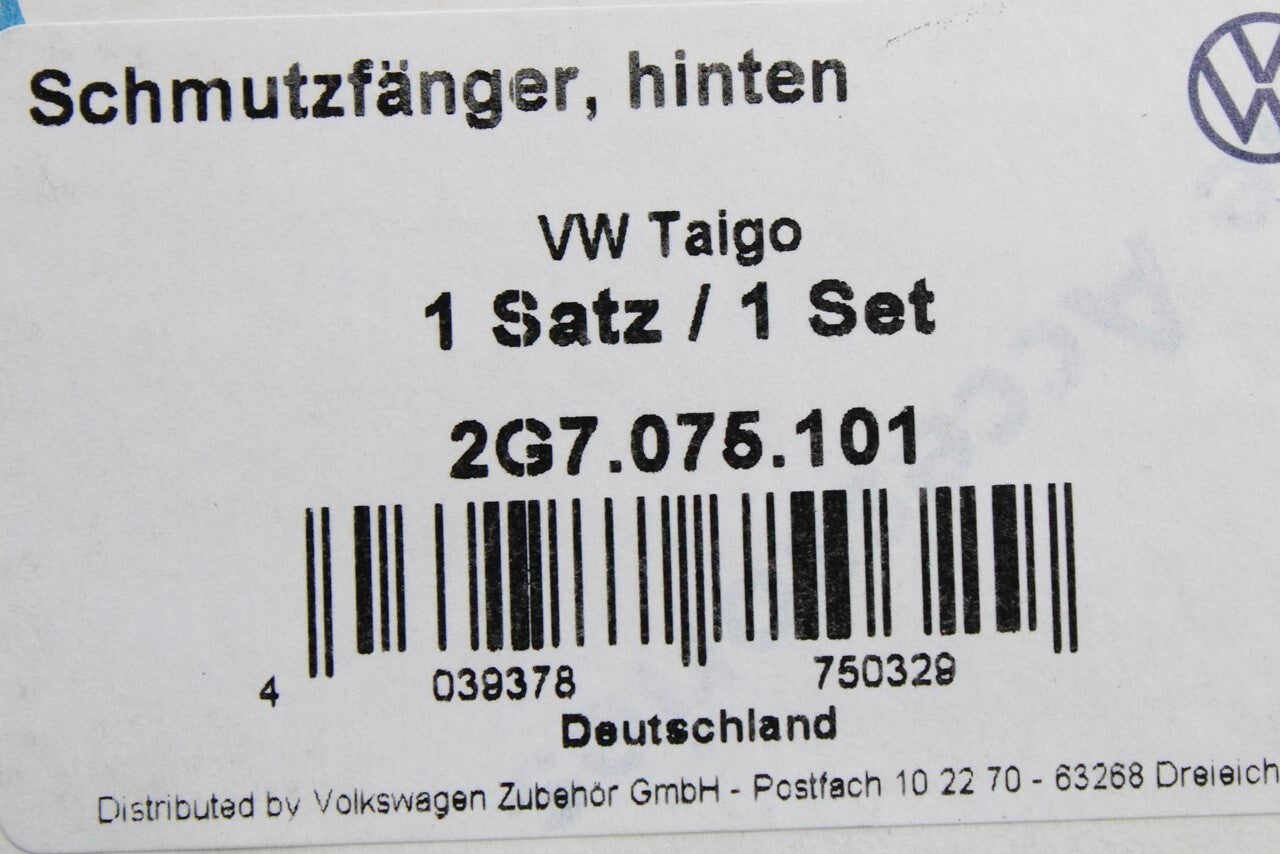 Schmutzfänger, hinten
VW Taigo
1 Satz / 1 Set
2G7.075.101
4 039378 750329
Deutschland
Distributed by Volkswagen Zubehör GmbH - Postfach 10 22 70 - 63268 Dreieich